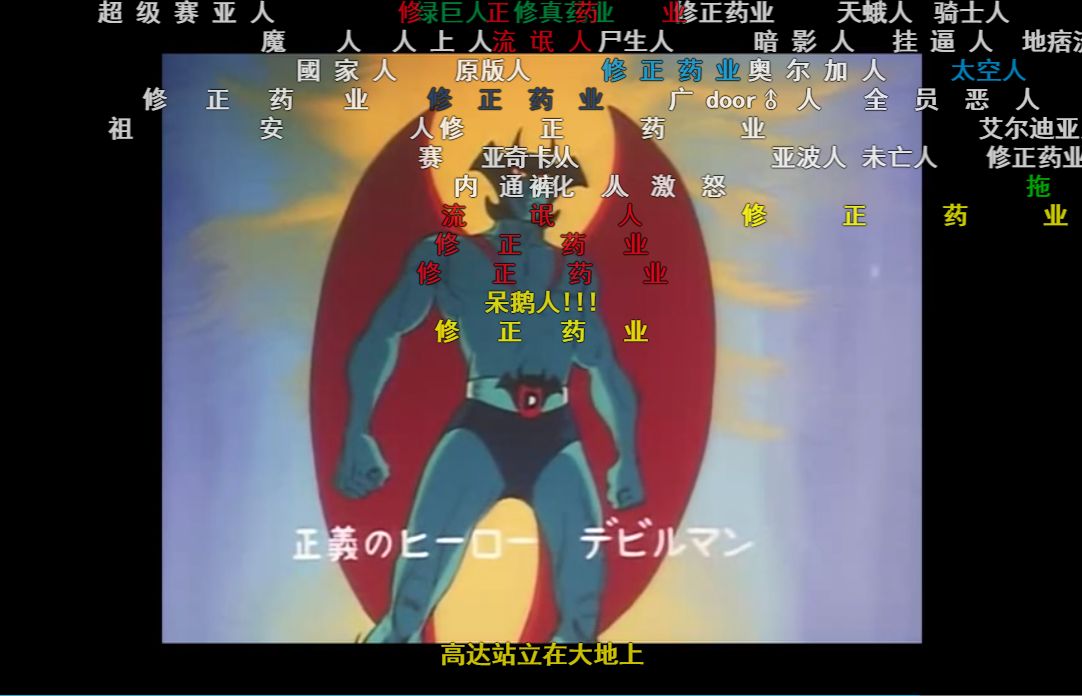 超级赛亚人 修正药业 绿巨人 修真药业 修正药业 天蛾人 骑士人
魔人 人上人 流氓人 尸生人 暗影人 挂逼人 地痞流
國家人 原版人 修正药业 奥尔加人 太空人
修正药业 修正药业 广door♂人 全员恶人
祖安人 修正药业 艾尔迪亚
赛亚人 奇卡人 亚波人 未亡人 修正药业
内裤人 激怒 拖
流氓人 修正药业
修正药业
修正药业
呆鹅人!!!
修正药业
正義のヒーロー デビルマン
高达站立在大地上